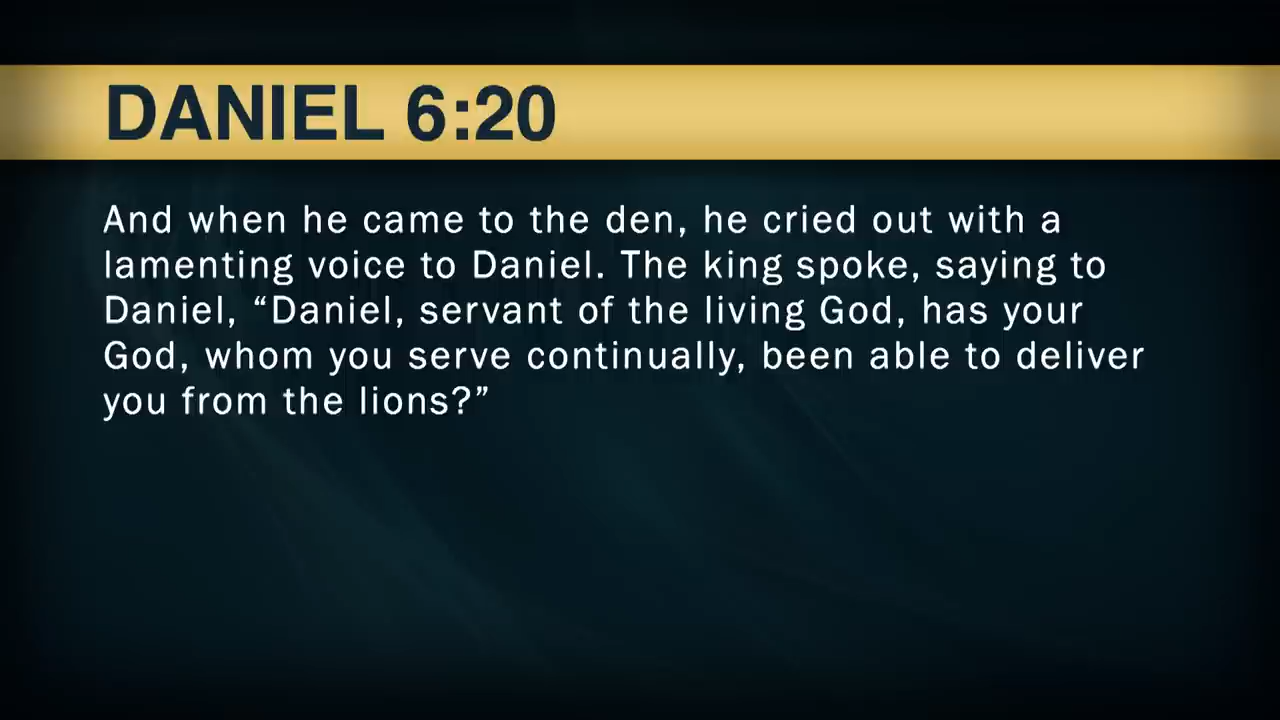 DANIEL 6:20
And when he came to the den, he cried out with a
lamenting voice to Daniel. The king spoke, saying to
Daniel, “Daniel, servant of the living God, has your
God, whom you serve continually, been able to deliver
you from the lions?”